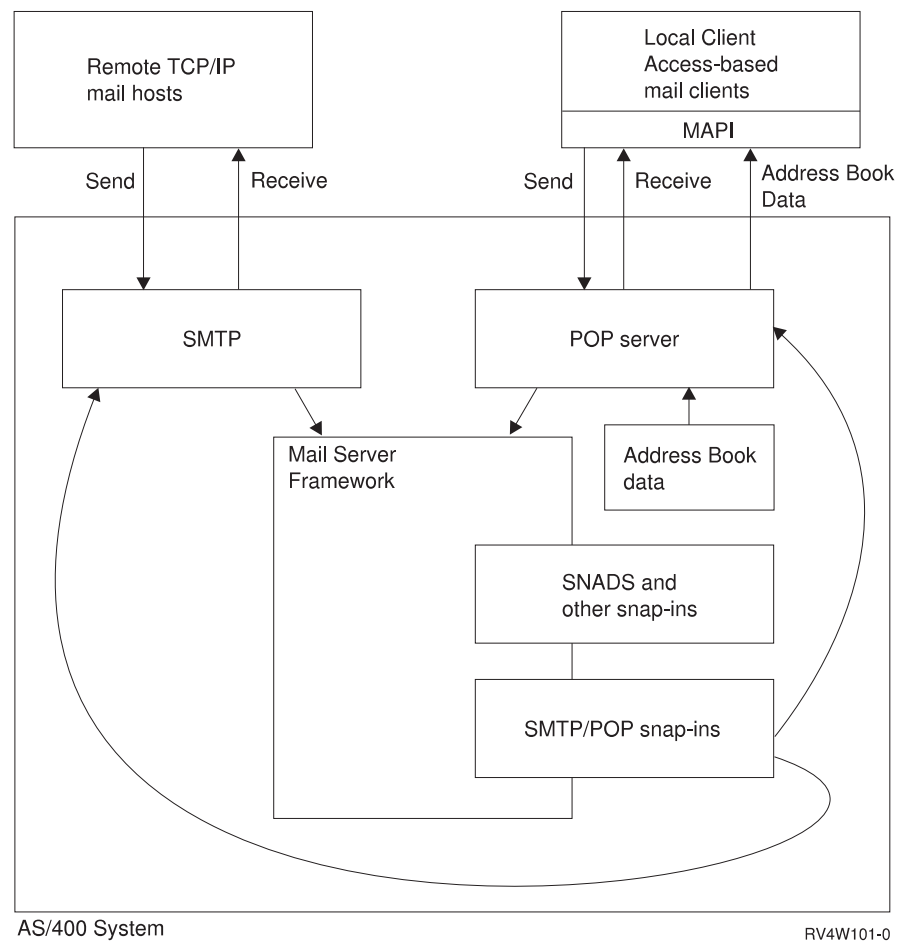 Remote TCP/IP
mail hosts
Local Client
Access-based
mail clients
MAPI
Send
Receive
Send
Receive
Address Book
Data
SMTP
POP server
Mail Server
Framework
Address Book
data
SNADS and
other snap-ins
SMTP/POP snap-ins
AS/400 System
RV4W101-0